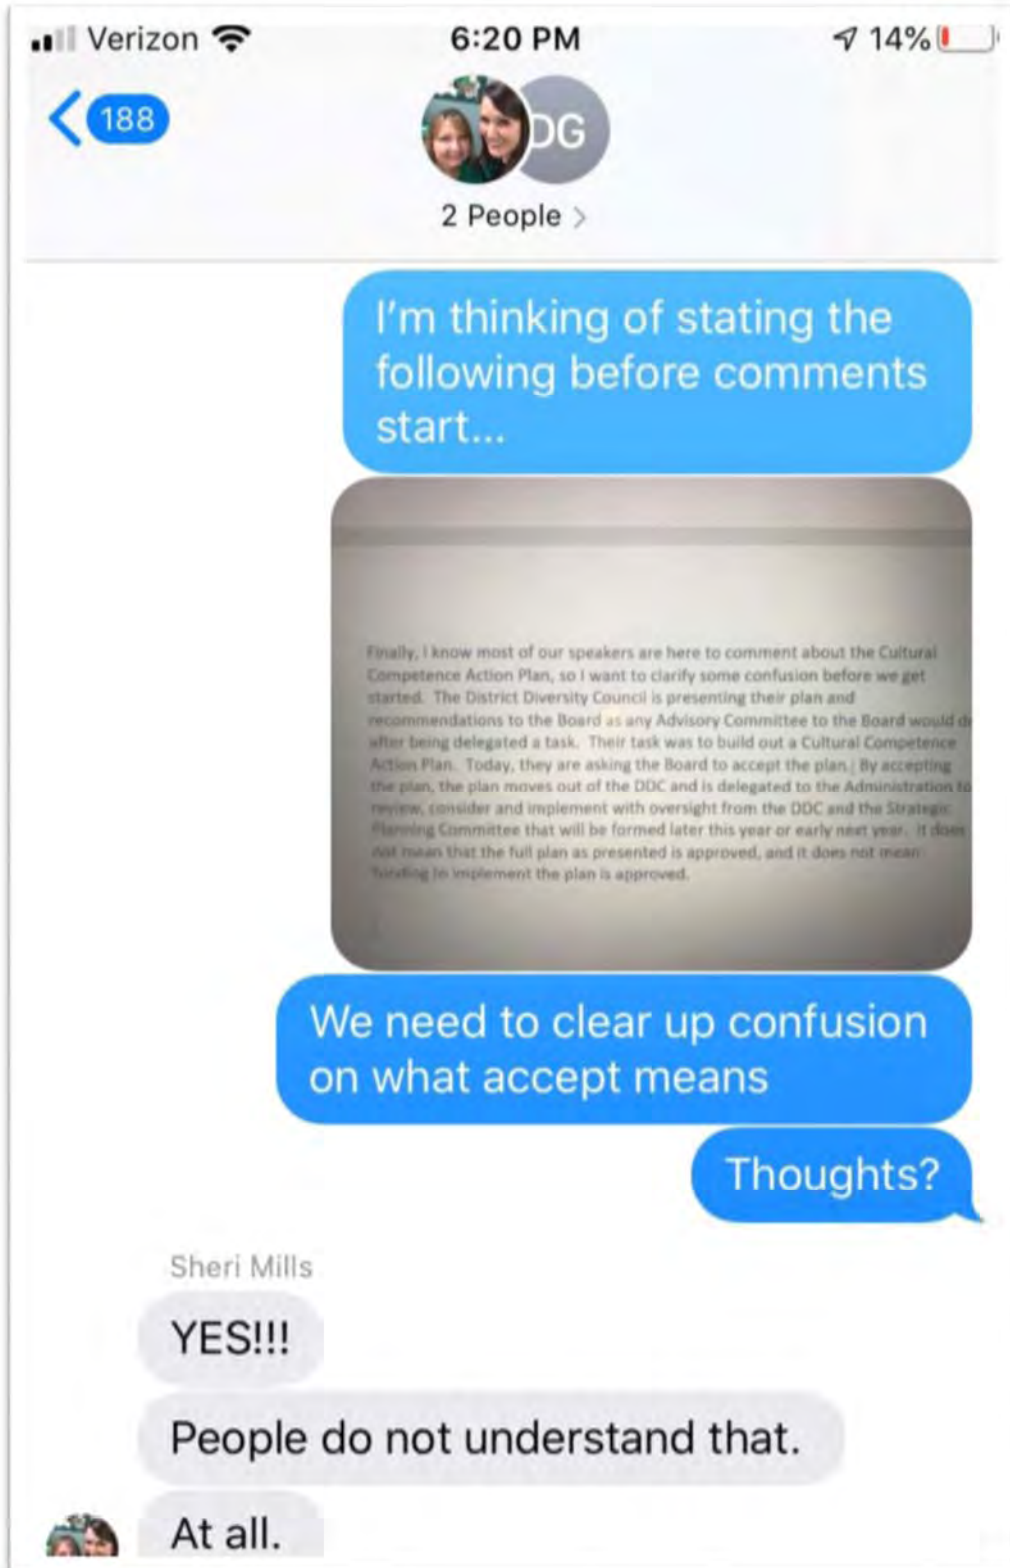 Verizon 6:20 PM 14%
188
DG
2 People >
I'm thinking of stating the
following before comments
start...
Finally, I know most of our speakers are here to comment about the Cultural
Competence Action Plan, so I want to clarify some confusion before we get
started. The District Diversity Council is presenting their plan and
recommendations to the Board as any Advisory Committee to the Board would
after being delegated a task. Their task was to build out a Cultural Competence
Action Plan. Today, they are asking the Board to accept the plan. By accepting
the plan, the plan moves out of the DDC and is delegated to the Administration to
review, consider and implement with oversight from the DDC and the Strategic
Planning Committee that will be formed later this year or early next year. It does
not mean that the full plan as presented is approved, and it does not mean
funding to implement the plan is approved.
We need to clear up confusion
on what accept means
Thoughts?
Sheri Mills
YES!!!
People do not understand that.
At all.